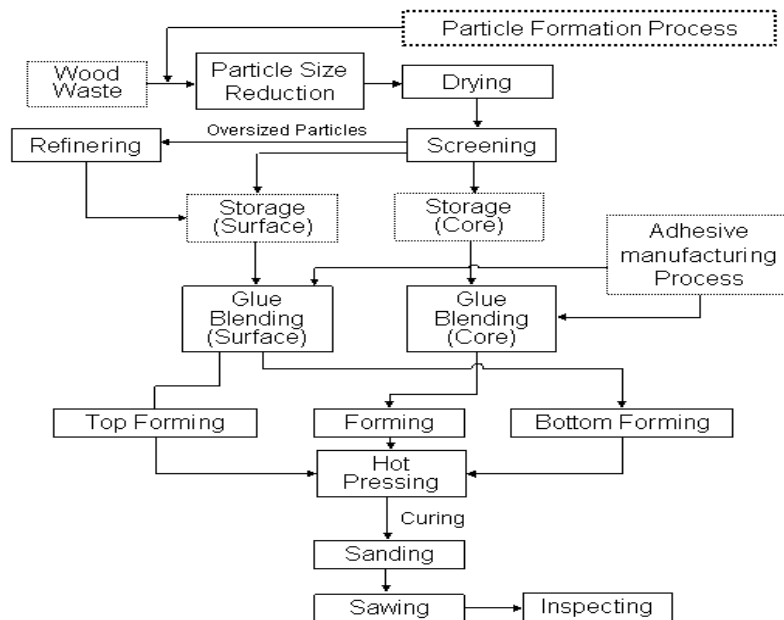 Particle Formation Process
Wood
Waste
Particle Size
Reduction
Drying
Oversized Particles
Refinering
Screening
Storage
(Surface)
Storage
(Core)
Adhesive
manufacturing
Process
Glue
Blending
(Surface)
Glue
Blending
(Core)
Top Forming
Forming
Bottom Forming
Hot
Pressing
Curing
Sanding
Sawing
Inspecting